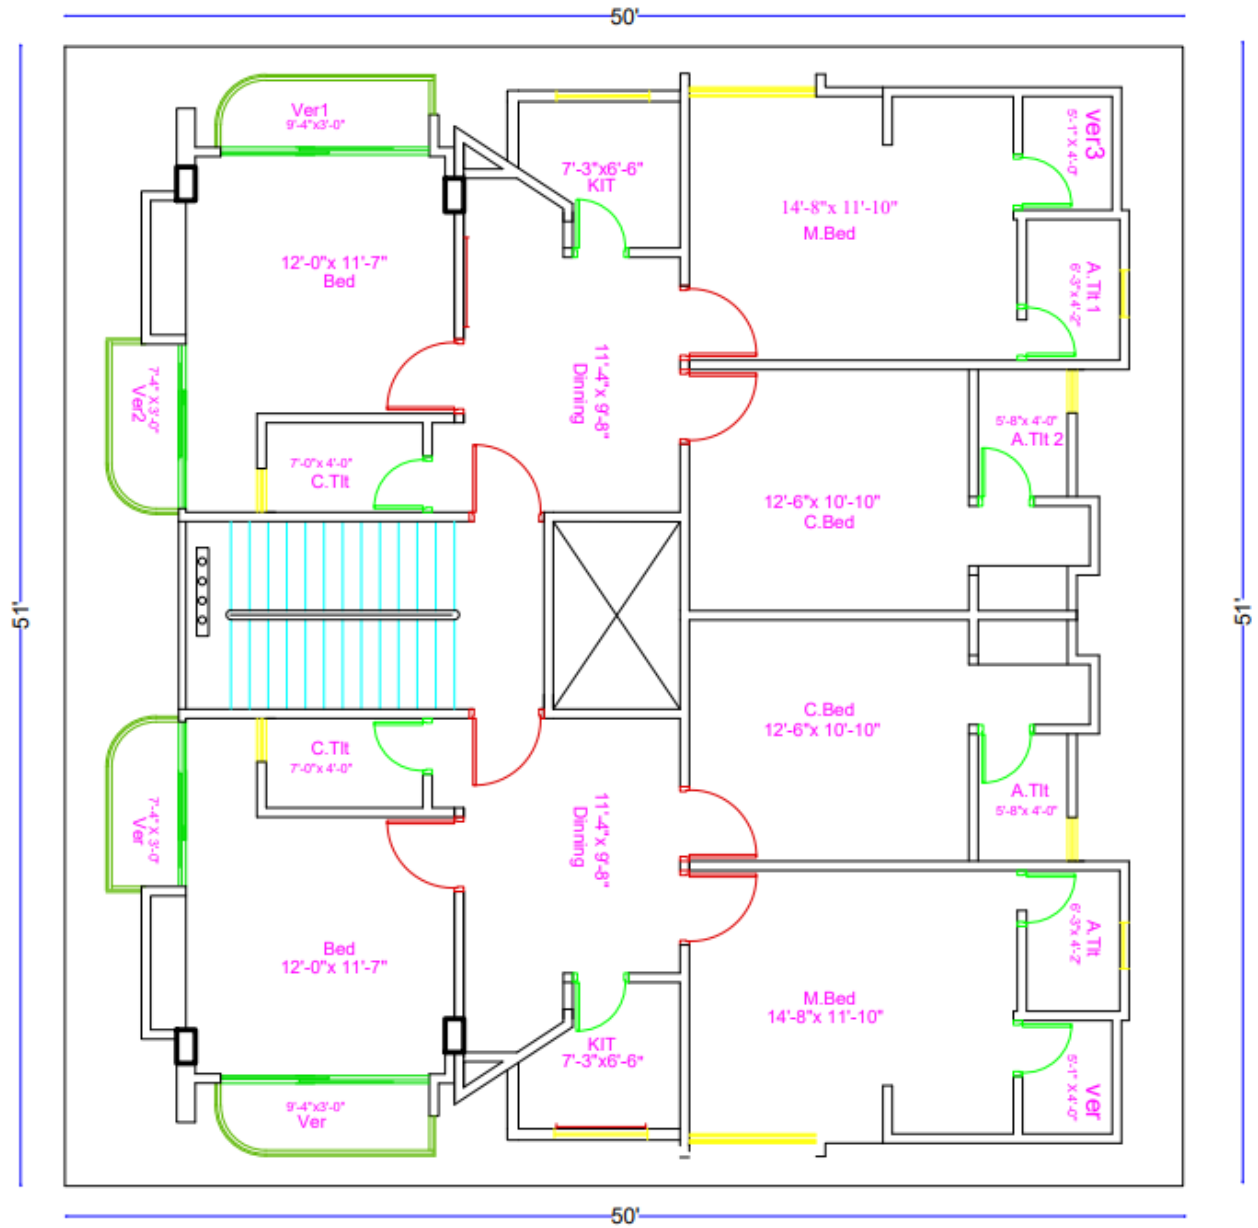 50'
51'
51'
Ver1
9'-4"x3'-0"
7'-3"x6'-6"
KIT
ver3
5'-1" X 4'-0"
14'-8"x 11'-10"
M.Bed
12'-0"x 11'-7"
Bed
A.Tlt 1
6'-3"x 4'-2"
11'-4"x 9'-8"
Dinning
7'-4" X 3'-0"
Ver2
5'-8"x 4'-0"
A.Tlt 2
7'-0"x 4'-0"
C.Tlt
12'-6"x 10'-10"
C.Bed
C.Bed
12'-6"x 10'-10"
C.Tlt
7'-0"x 4'-0"
A.Tlt
5'-8"x 4'-0"
7'-4" X 3'-0"
Ver
11'-4"x 9'-8"
Dinning
Bed
12'-0"x 11'-7"
A.Tlt
6'-3"x 4'-2"
M.Bed
14'-8"x 11'-10"
KIT
7'-3"x6'-6"
ver
5'-1" X 4'-0"
9'-4"x3'-0"
Ver
50'